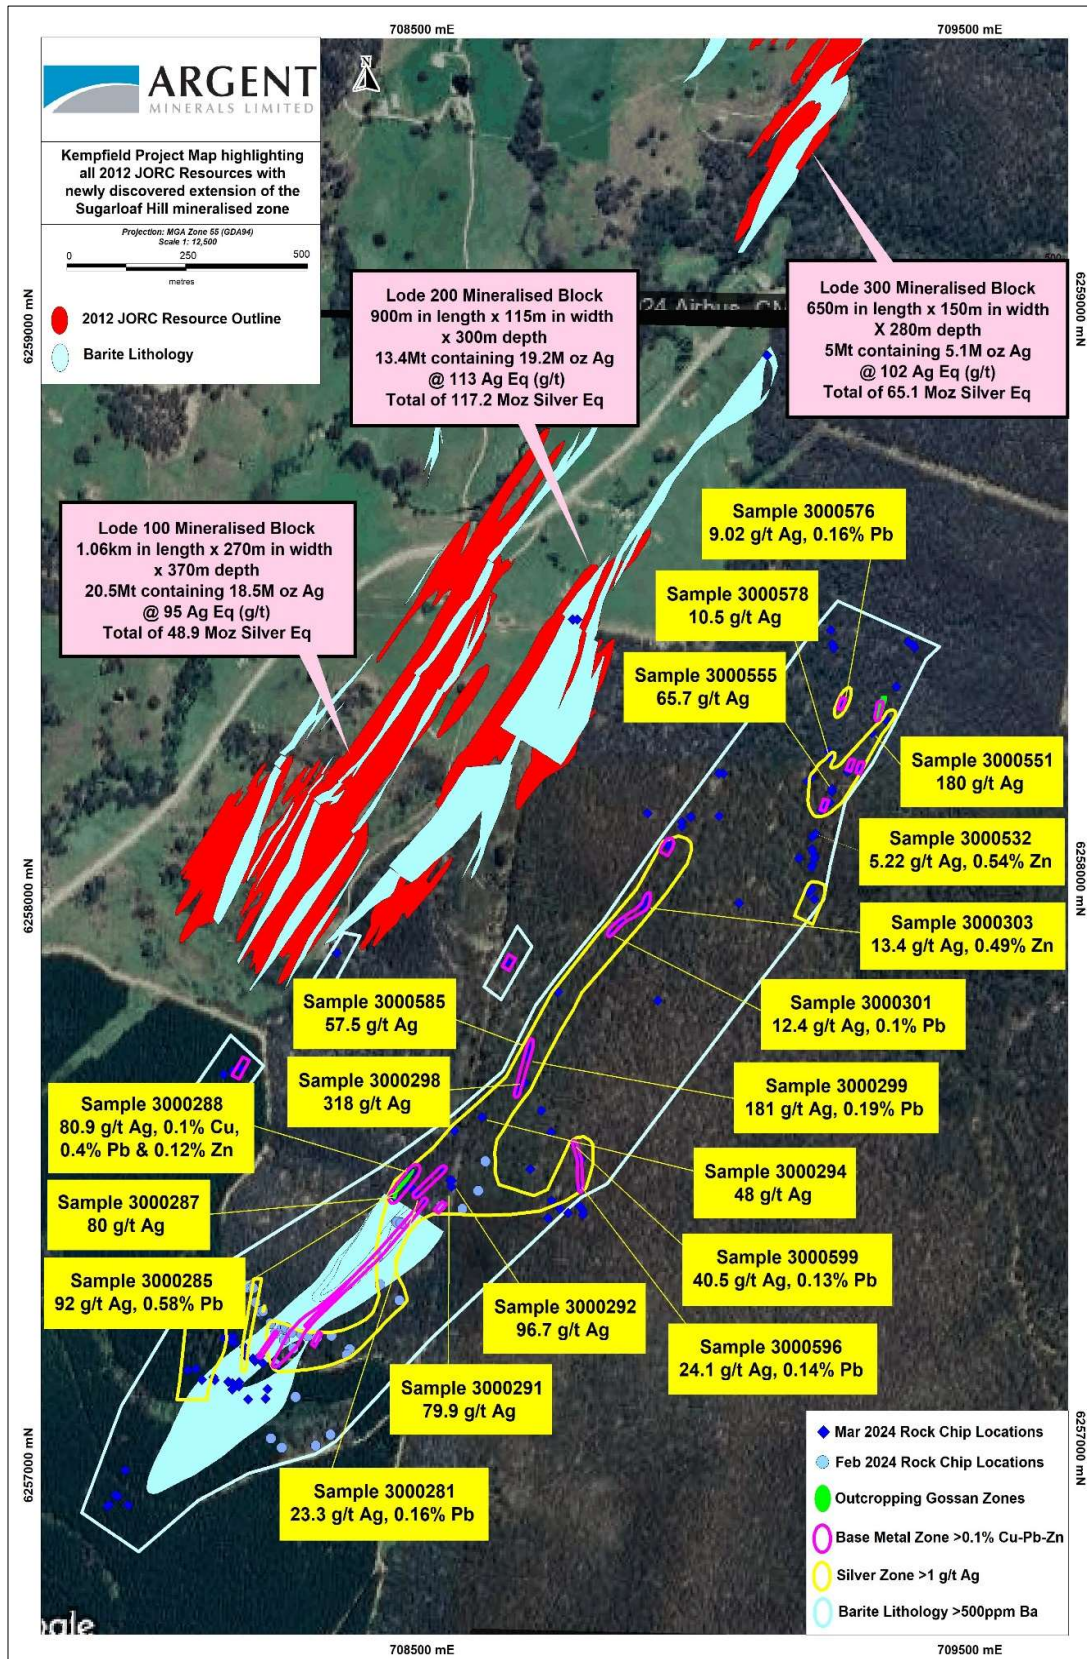 708500 mE
709500 mE
N
ARGENT
MINERALS LIMITED
Kempfield Project Map highlighting
all 2012 JORC Resources with
newly discovered extension of the
Sugarloaf Hill mineralised zone
Projection: MGA Zone 55 (GDA94)
Scale 1: 12,500
0
250
500
metres
2012 JORC Resource Outline
Barite Lithology
6259000 mN
6259000 mN
Lode 200 Mineralised Block
900m in length x 115m in width
x 300m depth
13.4Mt containing 19.2M oz Ag
@ 113 Ag Eq (g/t)
Total of 117.2 Moz Silver Eq
Lode 300 Mineralised Block
650m in length x 150m in width
X 280m depth
5Mt containing 5.1M oz Ag
@ 102 Ag Eq (g/t)
Total of 65.1 Moz Silver Eq
Lode 100 Mineralised Block
1.06km in length x 270m in width
x 370m depth
20.5Mt containing 18.5M oz Ag
@ 95 Ag Eq (g/t)
Total of 48.9 Moz Silver Eq
Sample 3000576
9.02 g/t Ag, 0.16% Pb
Sample 3000578
10.5 g/t Ag
Sample 3000555
65.7 g/t Ag
Sample 3000551
180 g/t Ag
Sample 3000532
5.22 g/t Ag, 0.54% Zn
6258000 mN
6258000 mN
Sample 3000303
13.4 g/t Ag, 0.49% Zn
Sample 3000585
57.5 g/t Ag
Sample 3000301
12.4 g/t Ag, 0.1% Pb
Sample 3000298
318 g/t Ag
Sample 3000299
181 g/t Ag, 0.19% Pb
Sample 3000288
80.9 g/t Ag, 0.1% Cu,
0.4% Pb & 0.12% Zn
Sample 3000294
48 g/t Ag
Sample 3000287
80 g/t Ag
Sample 3000599
40.5 g/t Ag, 0.13% Pb
Sample 3000285
92 g/t Ag, 0.58% Pb
Sample 3000292
96.7 g/t Ag
Sample 3000596
24.1 g/t Ag, 0.14% Pb
Sample 3000291
79.9 g/t Ag
Sample 3000281
23.3 g/t Ag, 0.16% Pb
6257000 mN
6257000 mN
Mar 2024 Rock Chip Locations
Feb 2024 Rock Chip Locations
Outcropping Gossan Zones
Base Metal Zone >0.1% Cu-Pb-Zn
Silver Zone >1 g/t Ag
Barite Lithology >500ppm Ba
708500 mE
709500 mE